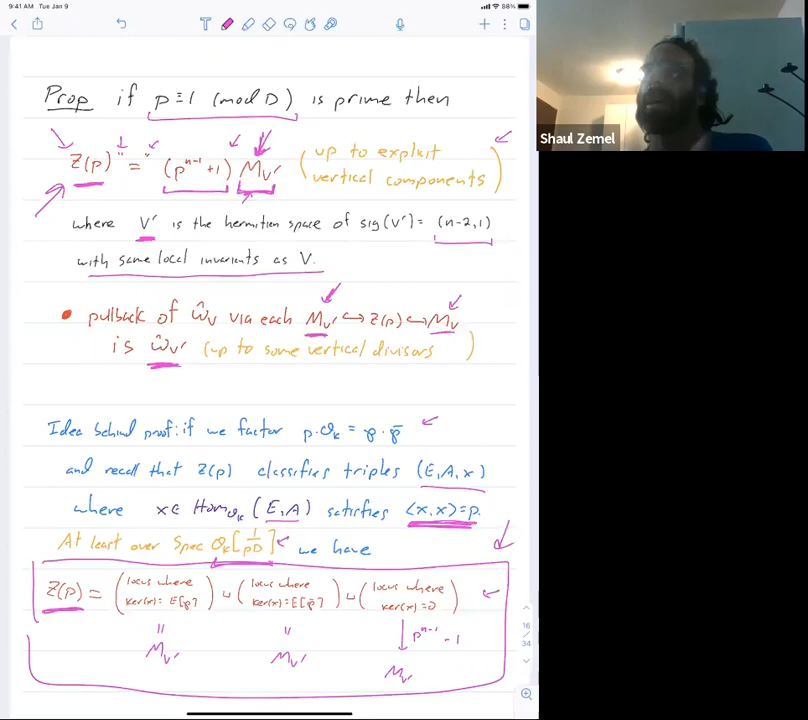 9:41 AM Tue Jan 9
88%
Shaul Zemel
Prop if p ≡ 1 (mod D) is prime then
Z(p) "=" (p^{n-1} + 1) M_{V'} (up to explicit vertical components)
where V' is the hermitian space of sig(V') = (n-2, 1)
with same local invariants as V.
• pullback of ω̂_V via each M_{V'} ↪ Z(p) ↪ M_V
is ω̂_{V'} (up to some vertical divisors)
Idea behind proof: if we factor p·O_k = 𝔭·𝔭̄
and recall that Z(p) classifies triples (E, A, x)
where x ∈ Hom_{O_k}(E, A) satisfies ⟨x, x⟩ = p.
At least over Spec O_k[1/pD] we have
Z(p) = (locus where ker(x) = E[𝔭]) ⊔ (locus where ker(x) = E[𝔭̄]) ⊔ (locus where ker(x) = 0)
= = ↓ p^{n-1} - 1
M_{V'} M_{V'} M_{V'}
16
34